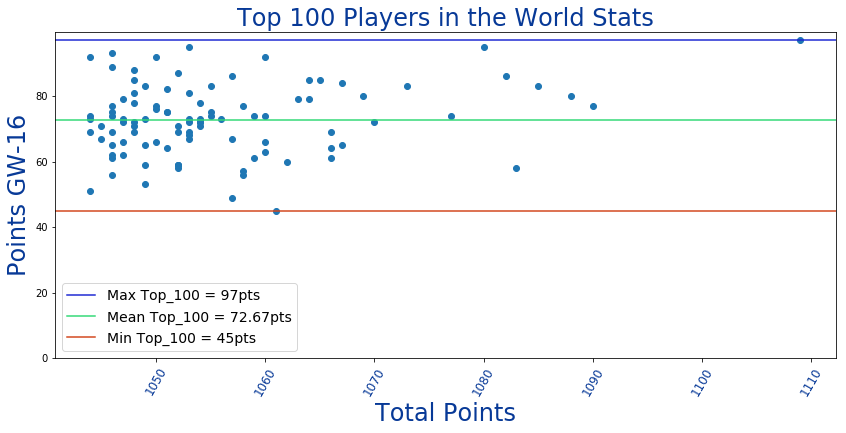 Top 100 Players in the World Stats
Points GW-16
80
60
40
20
0
Max Top_100 = 97pts
Mean Top_100 = 72.67pts
Min Top_100 = 45pts
1050
1060
1070
1080
1090
1100
1110
Total Points